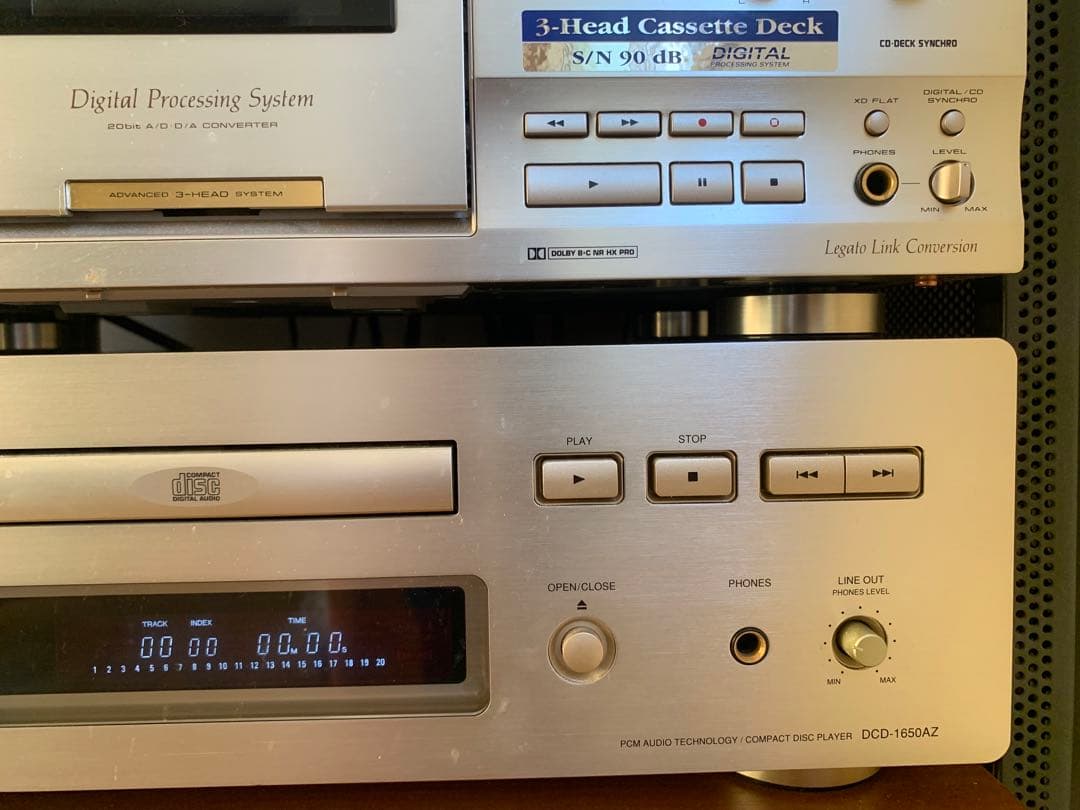 3-Head Cassette Deck
S/N 90 dB DIGITAL
PROCESSING SYSTEM
CD-DECK SYNCHRO
Digital Processing System
20bit A/D·D/A CONVERTER
ADVANCED 3-HEAD SYSTEM
XD FLAT
DIGITAL/CD
SYNCHRO
PHONES
LEVEL
MIN MAX
DOLBY B·C NR HX PRO
Legato Link Conversion
COMPACT
disc
DIGITAL AUDIO
PLAY
STOP
OPEN/CLOSE
PHONES
LINE OUT
PHONES LEVEL
MIN MAX
TRACK INDEX TIME
00 00 00M 00S
1 2 3 4 5 6 7 8 9 10 11 12 13 14 15 16 17 18 19 20
PCM AUDIO TECHNOLOGY / COMPACT DISC PLAYER DCD-1650AZ